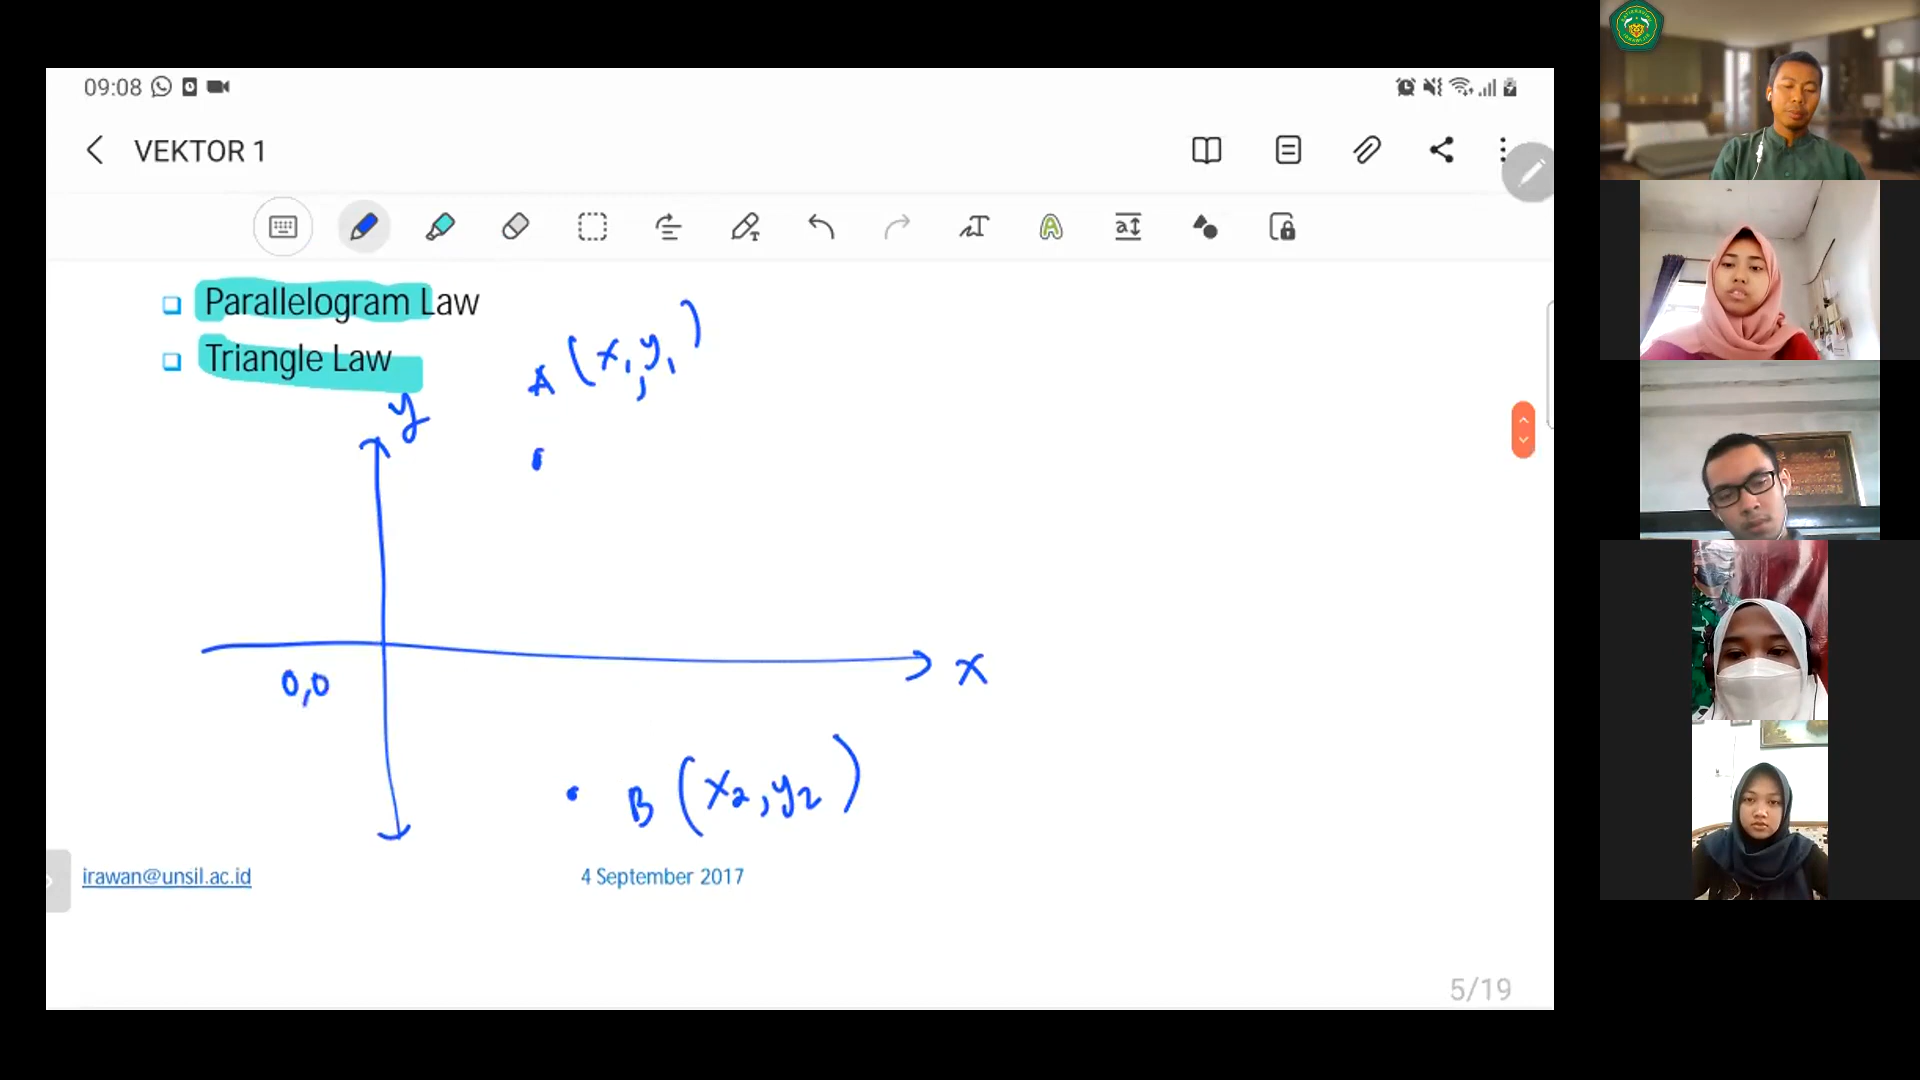 09:08
VEKTOR 1
Parallelogram Law
Triangle Law
A (x₁, y₁)
y
0,0
x
B (x₂, y₂)
irawan@unsil.ac.id
4 September 2017
5/19